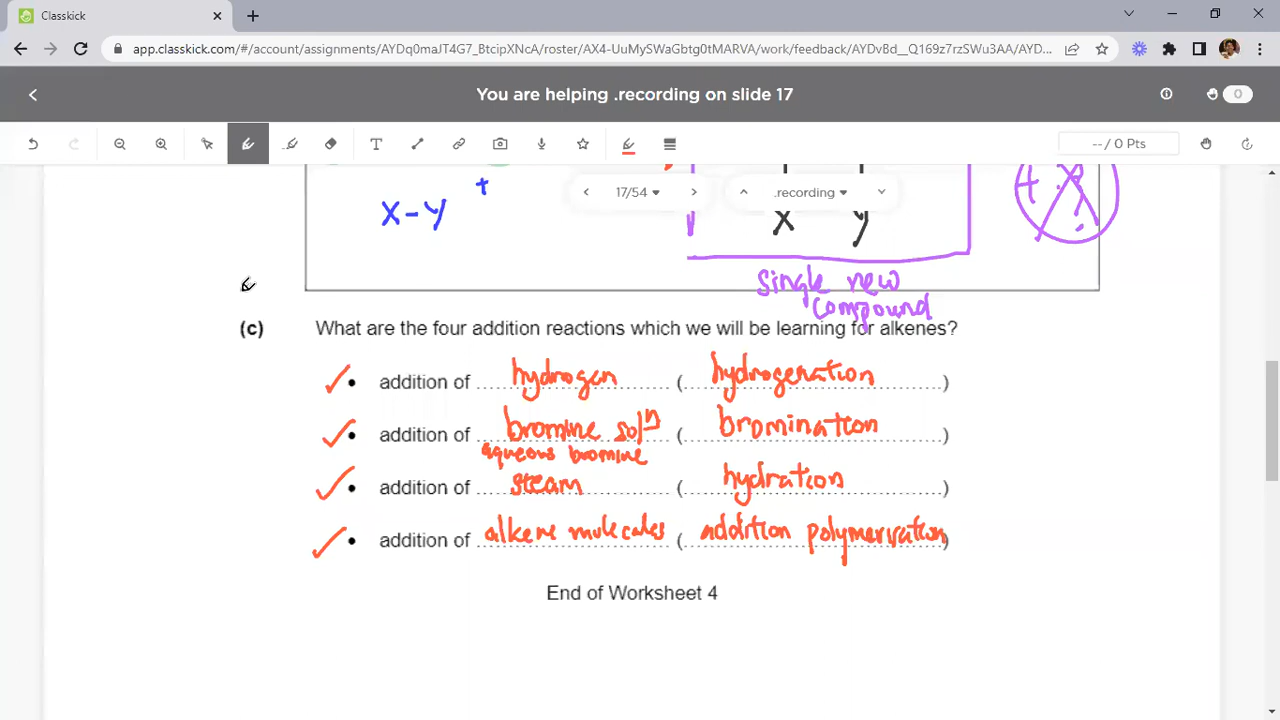 Classkick
app.classkick.com/#/account/assignments/AYDq0maJT4G7_BtcipXNcA/roster/AX4-UuMySWaGbtg0tMARVA/work/feedback/AYDvBd__Q169z7rzSWu3AA/AYD...
You are helping .recording on slide 17
0
T
-- / 0 Pts
17/54
.recording
X-Y
+
X Y
single new
compound
(c) What are the four addition reactions which we will be learning for alkenes?
• addition of hydrogen (hydrogenation)
• addition of bromine solⁿ (bromination)
aqueous bromine
• addition of steam (hydration)
• addition of alkene molecules (addition polymerisation)
End of Worksheet 4